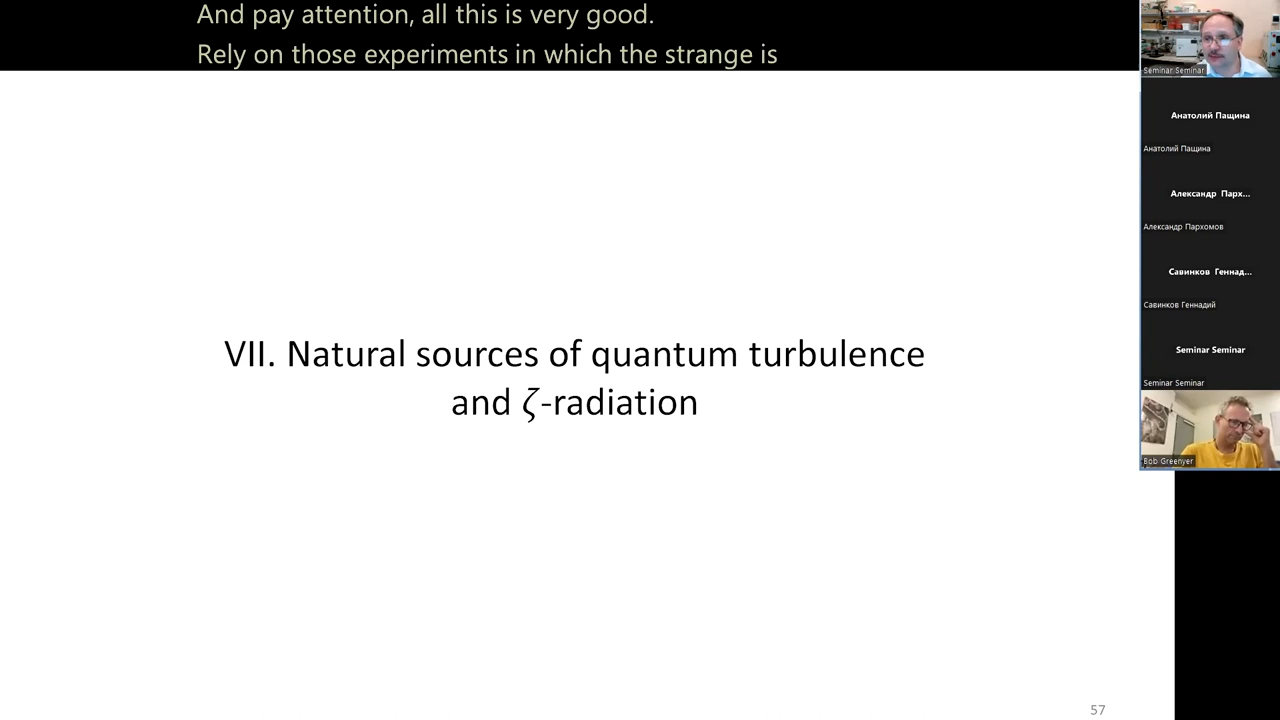 And pay attention, all this is very good.
Rely on those experiments in which the strange is
VII. Natural sources of quantum turbulence
and ζ-radiation
57
Seminar Seminar
Анатолий Пащина
Анатолий Пащина
Александр Парх...
Александр Пархомов
Савинков Геннад...
Савинков Геннадий
Seminar Seminar
Seminar Seminar
Bob Greenyer